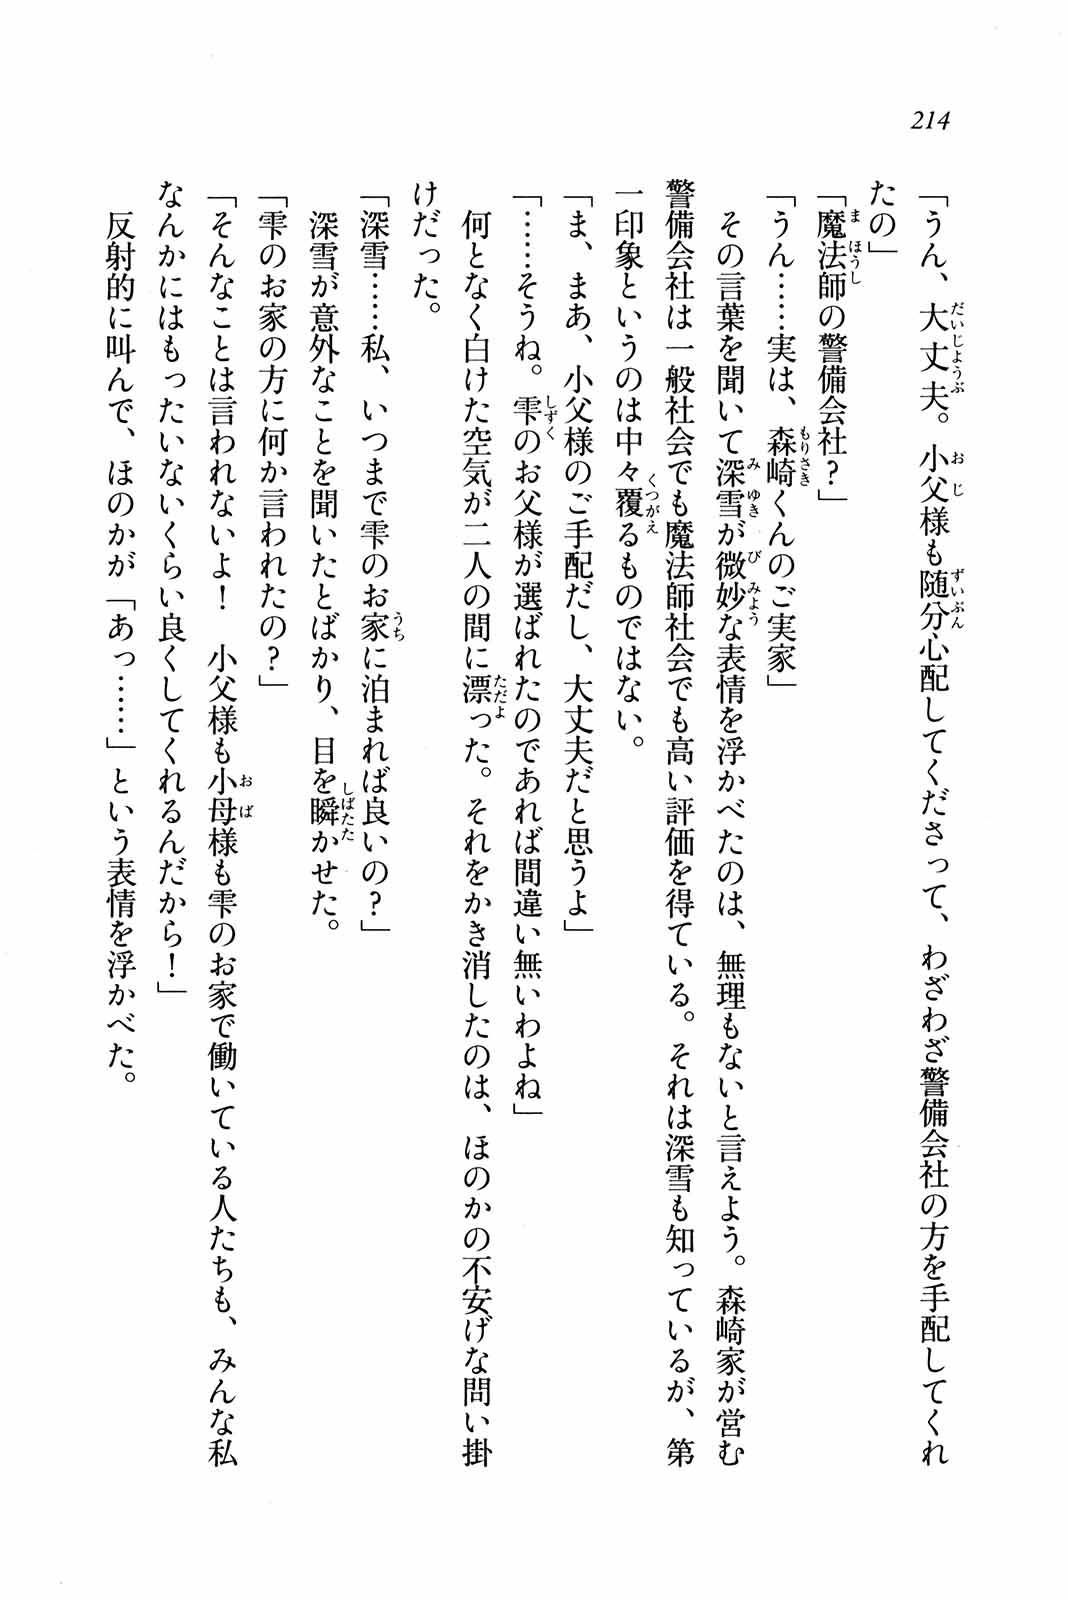 214
「うん、大丈夫。小父様も随分心配してくださって、わざわざ警備会社の方を手配してくれ
たの」
「魔法師の警備会社？」
「うん……実は、森崎くんのご実家」
その言葉を聞いて深雪が微妙な表情を浮かべたのは、無理もないと言えよう。森崎家が営む
警備会社は一般社会でも魔法師社会でも高い評価を得ている。それは深雪も知っているが、第
一印象というのは中々覆るものではない。
「ま、まあ、小父様のご手配だし、大丈夫だと思うよ」
「……そうね。雫のお父様が選ばれたのであれば間違い無いわよね」
何となく白けた空気が二人の間に漂った。それをかき消したのは、ほのかの不安げな問い掛
けだった。
「深雪……私、いつまで雫のお家に泊まれば良いの？」
深雪が意外なことを聞いたとばかり、目を瞬かせた。
「雫のお家の方に何か言われたの？」
「そんなことは言われないよ！　小父様も小母様も雫のお家で働いている人たちも、みんな私
なんかにはもったいないくらい良くしてくれるんだから！」
反射的に叫んで、ほのかが「あっ……」という表情を浮かべた。